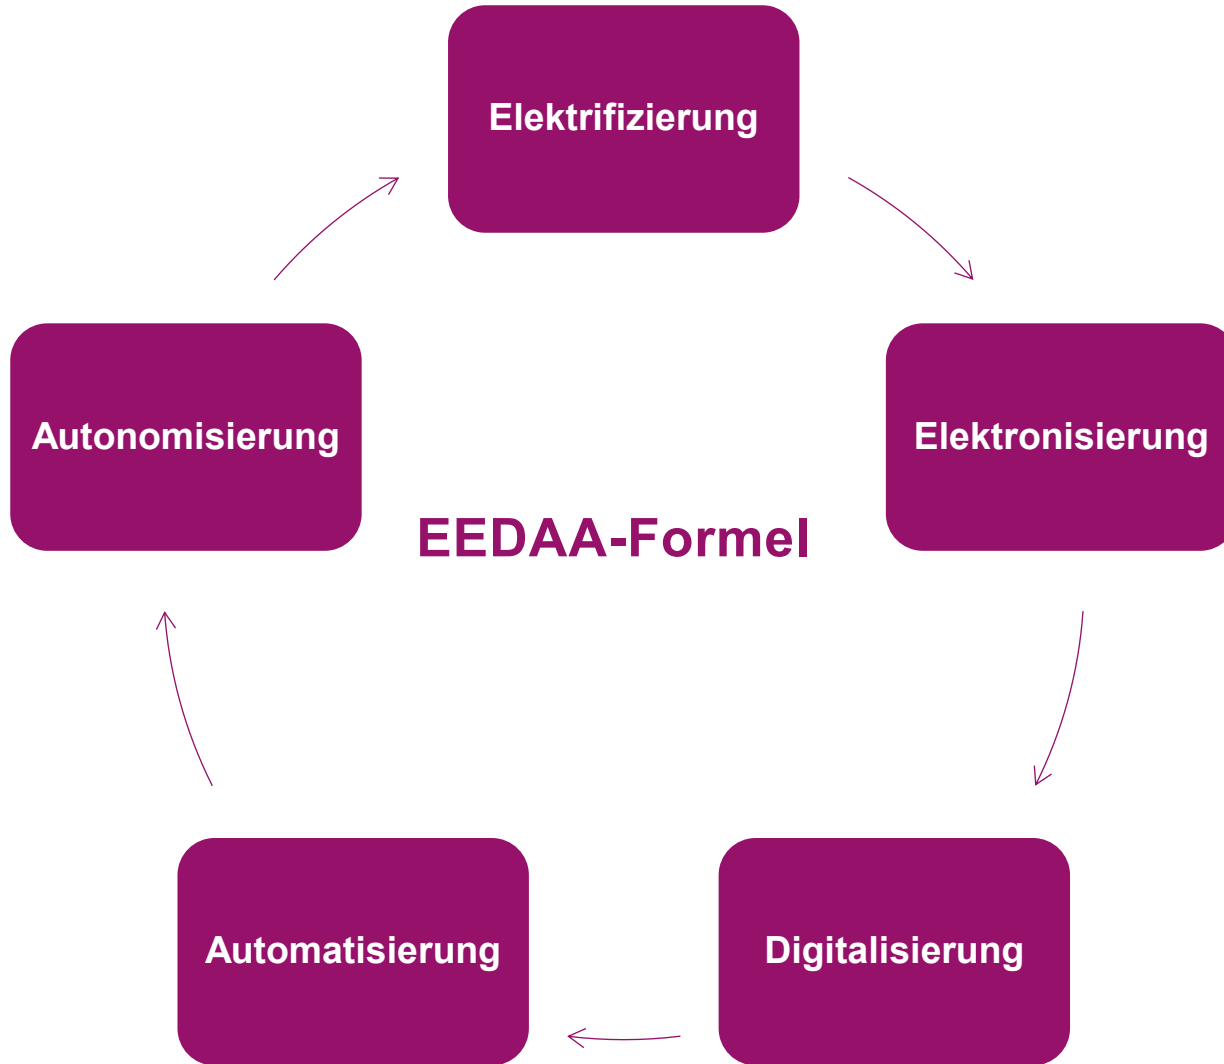 Elektrifizierung
Elektronisierung
Digitalisierung
Automatisierung
Autonomisierung
EEDAA-Formel